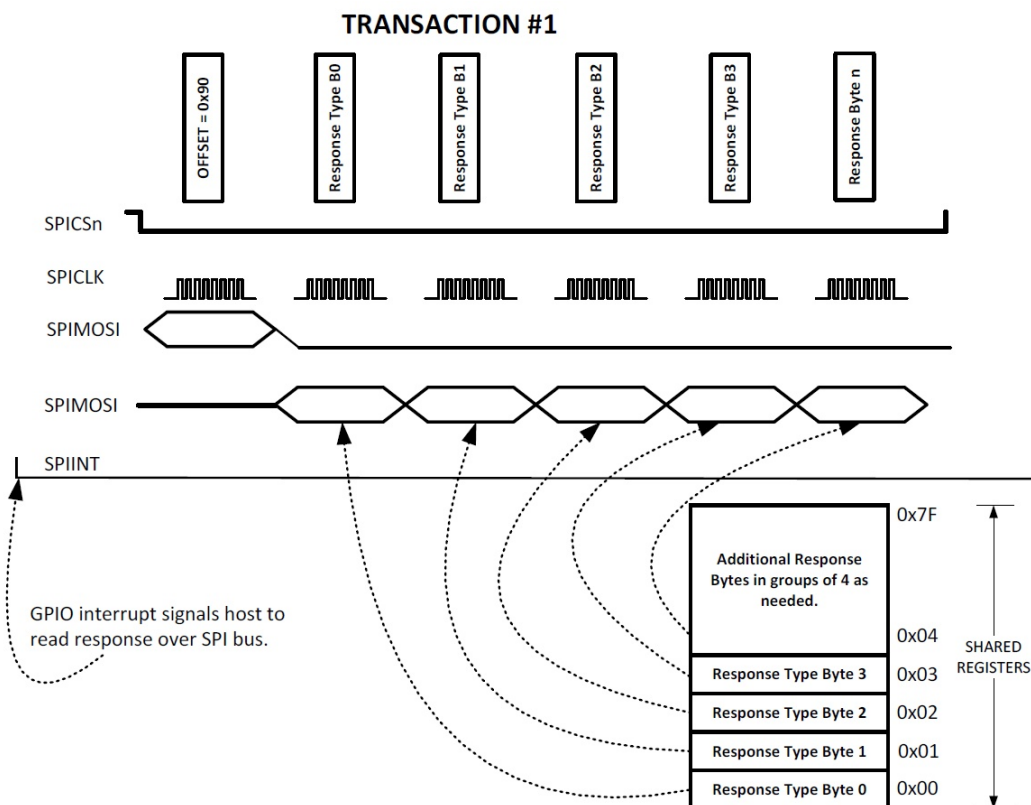 TRANSACTION #1
OFFSET = 0x90
Response Type B0
Response Type B1
Response Type B2
Response Type B3
Response Byte n
SPICSn
SPICLK
SPIMOSI
SPIMOSI
SPIINT
GPIO interrupt signals host to
read response over SPI bus.
0x7F
Additional Response
Bytes in groups of 4 as
needed.
0x04
SHARED
REGISTERS
Response Type Byte 3 0x03
Response Type Byte 2 0x02
Response Type Byte 1 0x01
Response Type Byte 0 0x00